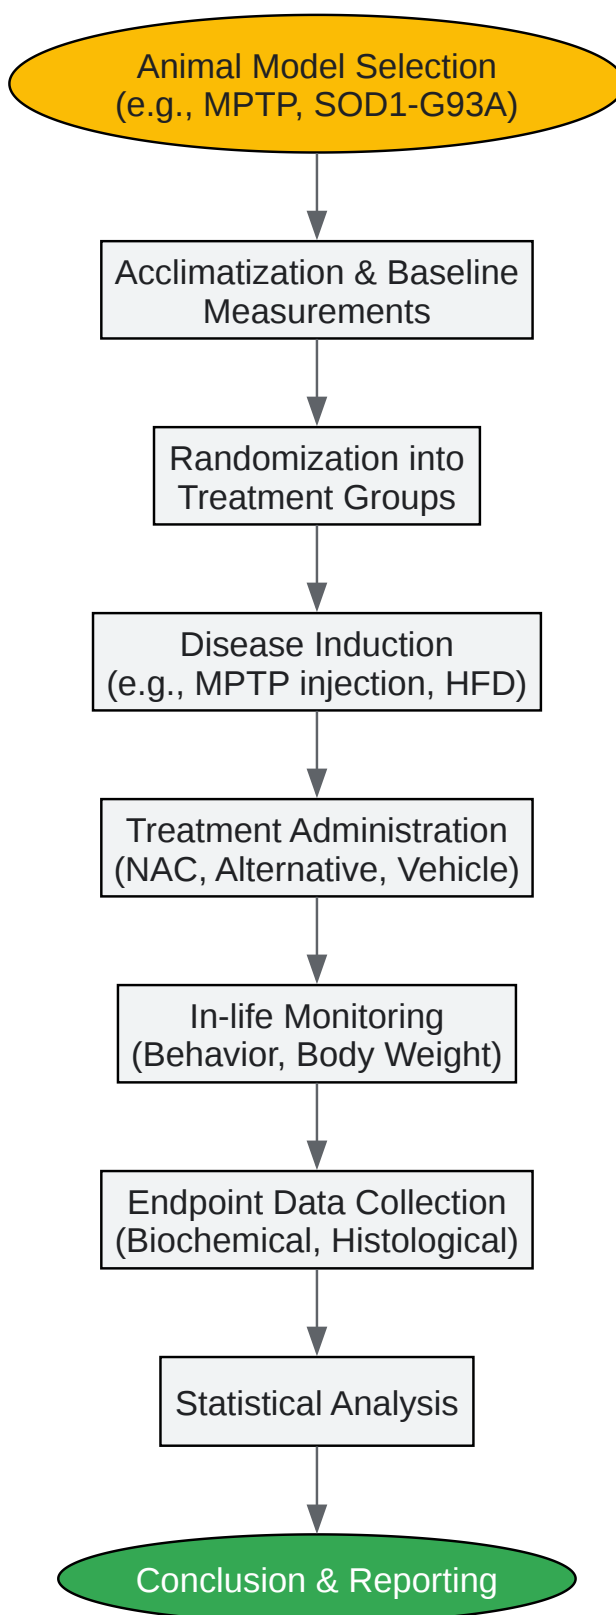 Animal Model Selection
(e.g., MPTP, SOD1-G93A)
Acclimatization & Baseline
Measurements
Randomization into
Treatment Groups
Disease Induction
(e.g., MPTP injection, HFD)
Treatment Administration
(NAC, Alternative, Vehicle)
In-life Monitoring
(Behavior, Body Weight)
Endpoint Data Collection
(Biochemical, Histological)
Statistical Analysis
Conclusion & Reporting